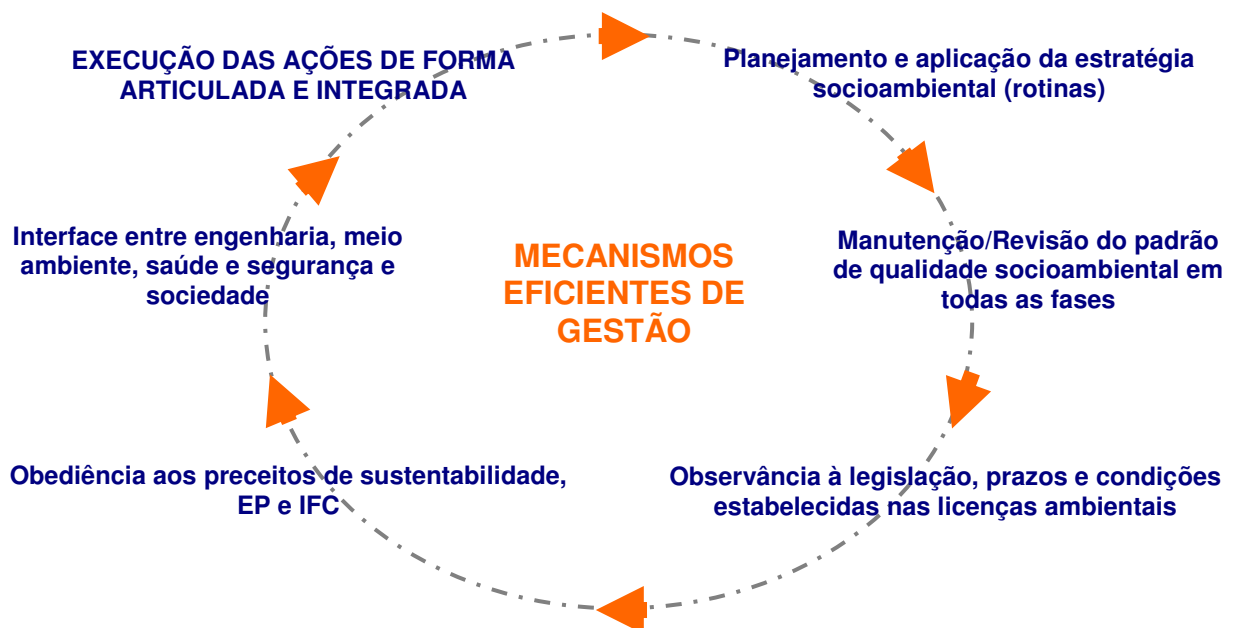 EXECUÇÃO DAS AÇÕES DE FORMA
ARTICULADA E INTEGRADA
Planejamento e aplicação da estratégia
socioambiental (rotinas)
Interface entre engenharia, meio
ambiente, saúde e segurança e
sociedade
MECANISMOS
EFICIENTES DE
GESTÃO
Manutenção/Revisão do padrão
de qualidade socioambiental em
todas as fases
Obediência aos preceitos de sustentabilidade,
EP e IFC
Observância à legislação, prazos e condições
estabelecidas nas licenças ambientais